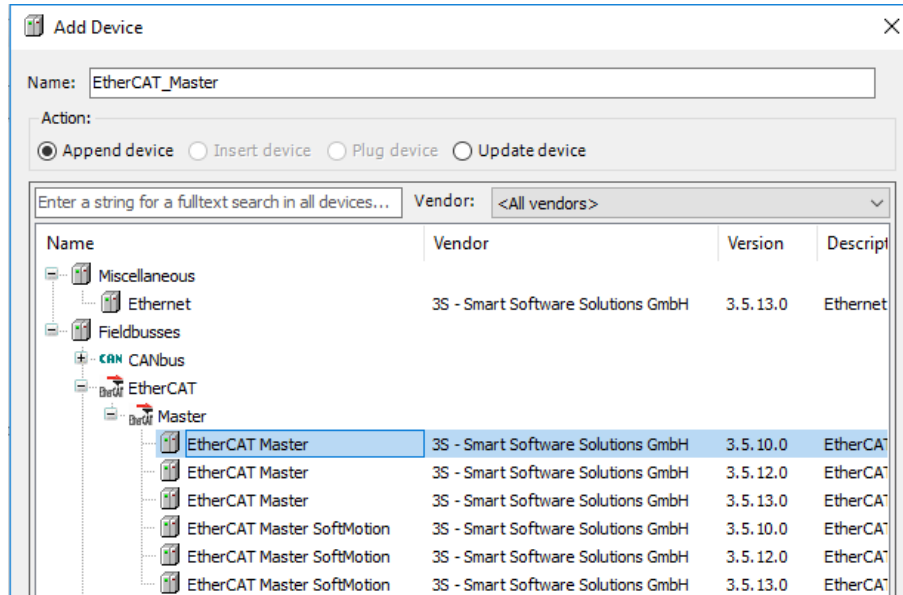 Add Device
Name: EtherCAT_Master
Action:
Append device Insert device Plug device Update device
Enter a string for a fulltext search in all devices... Vendor: <All vendors>
Name Vendor Version Descript
Miscellaneous
Ethernet 3S - Smart Software Solutions GmbH 3.5.13.0 Ethernet
Fieldbusses
CAN CANbus
EtherCAT EtherCAT
EtherCAT Master
EtherCAT Master 3S - Smart Software Solutions GmbH 3.5.10.0 EtherCAT
EtherCAT Master 3S - Smart Software Solutions GmbH 3.5.12.0 EtherCAT
EtherCAT Master 3S - Smart Software Solutions GmbH 3.5.13.0 EtherCAT
EtherCAT Master SoftMotion 3S - Smart Software Solutions GmbH 3.5.10.0 EtherCAT
EtherCAT Master SoftMotion 3S - Smart Software Solutions GmbH 3.5.12.0 EtherCAT
EtherCAT Master SoftMotion 3S - Smart Software Solutions GmbH 3.5.13.0 EtherCAT